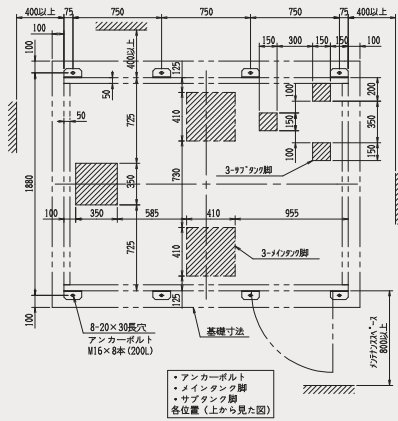 400以上 75 750 750 750 75 400以上
100
150 300 150 150 100
400以上
125
100
50
725
410
100
200
150
350
100
150
50
3-サブタンク脚
1880
350
730
100 350 585 410 955
725
410
3-メインタンク脚
125
100
8-20×30長穴
アンカーボルト
M16×8本 (200L)
基礎寸法
メンテナンススペース
800以上
・アンカーボルト
・メインタンク脚
・サブタンク脚
各位置 (上から見た図)